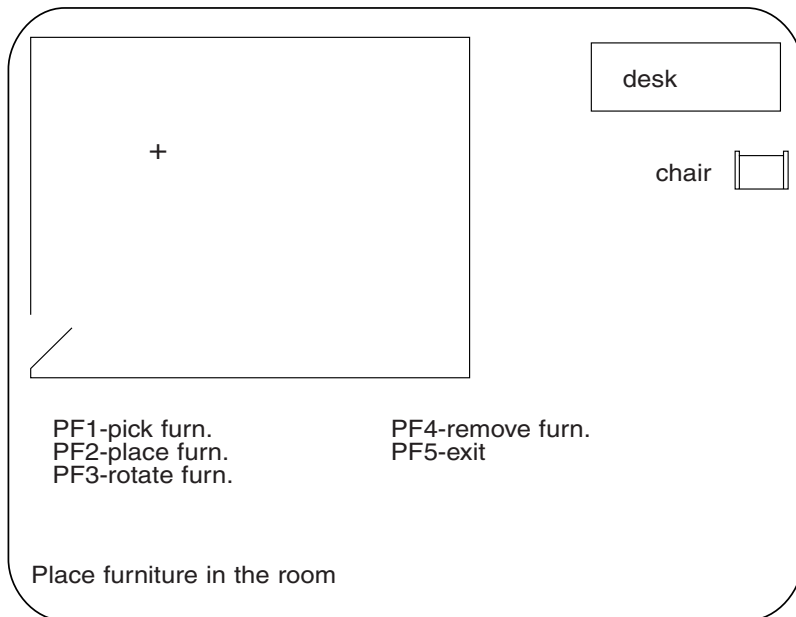 desk
+
chair
PF1-pick furn.
PF2-place furn.
PF3-rotate furn.
PF4-remove furn.
PF5-exit
Place furniture in the room